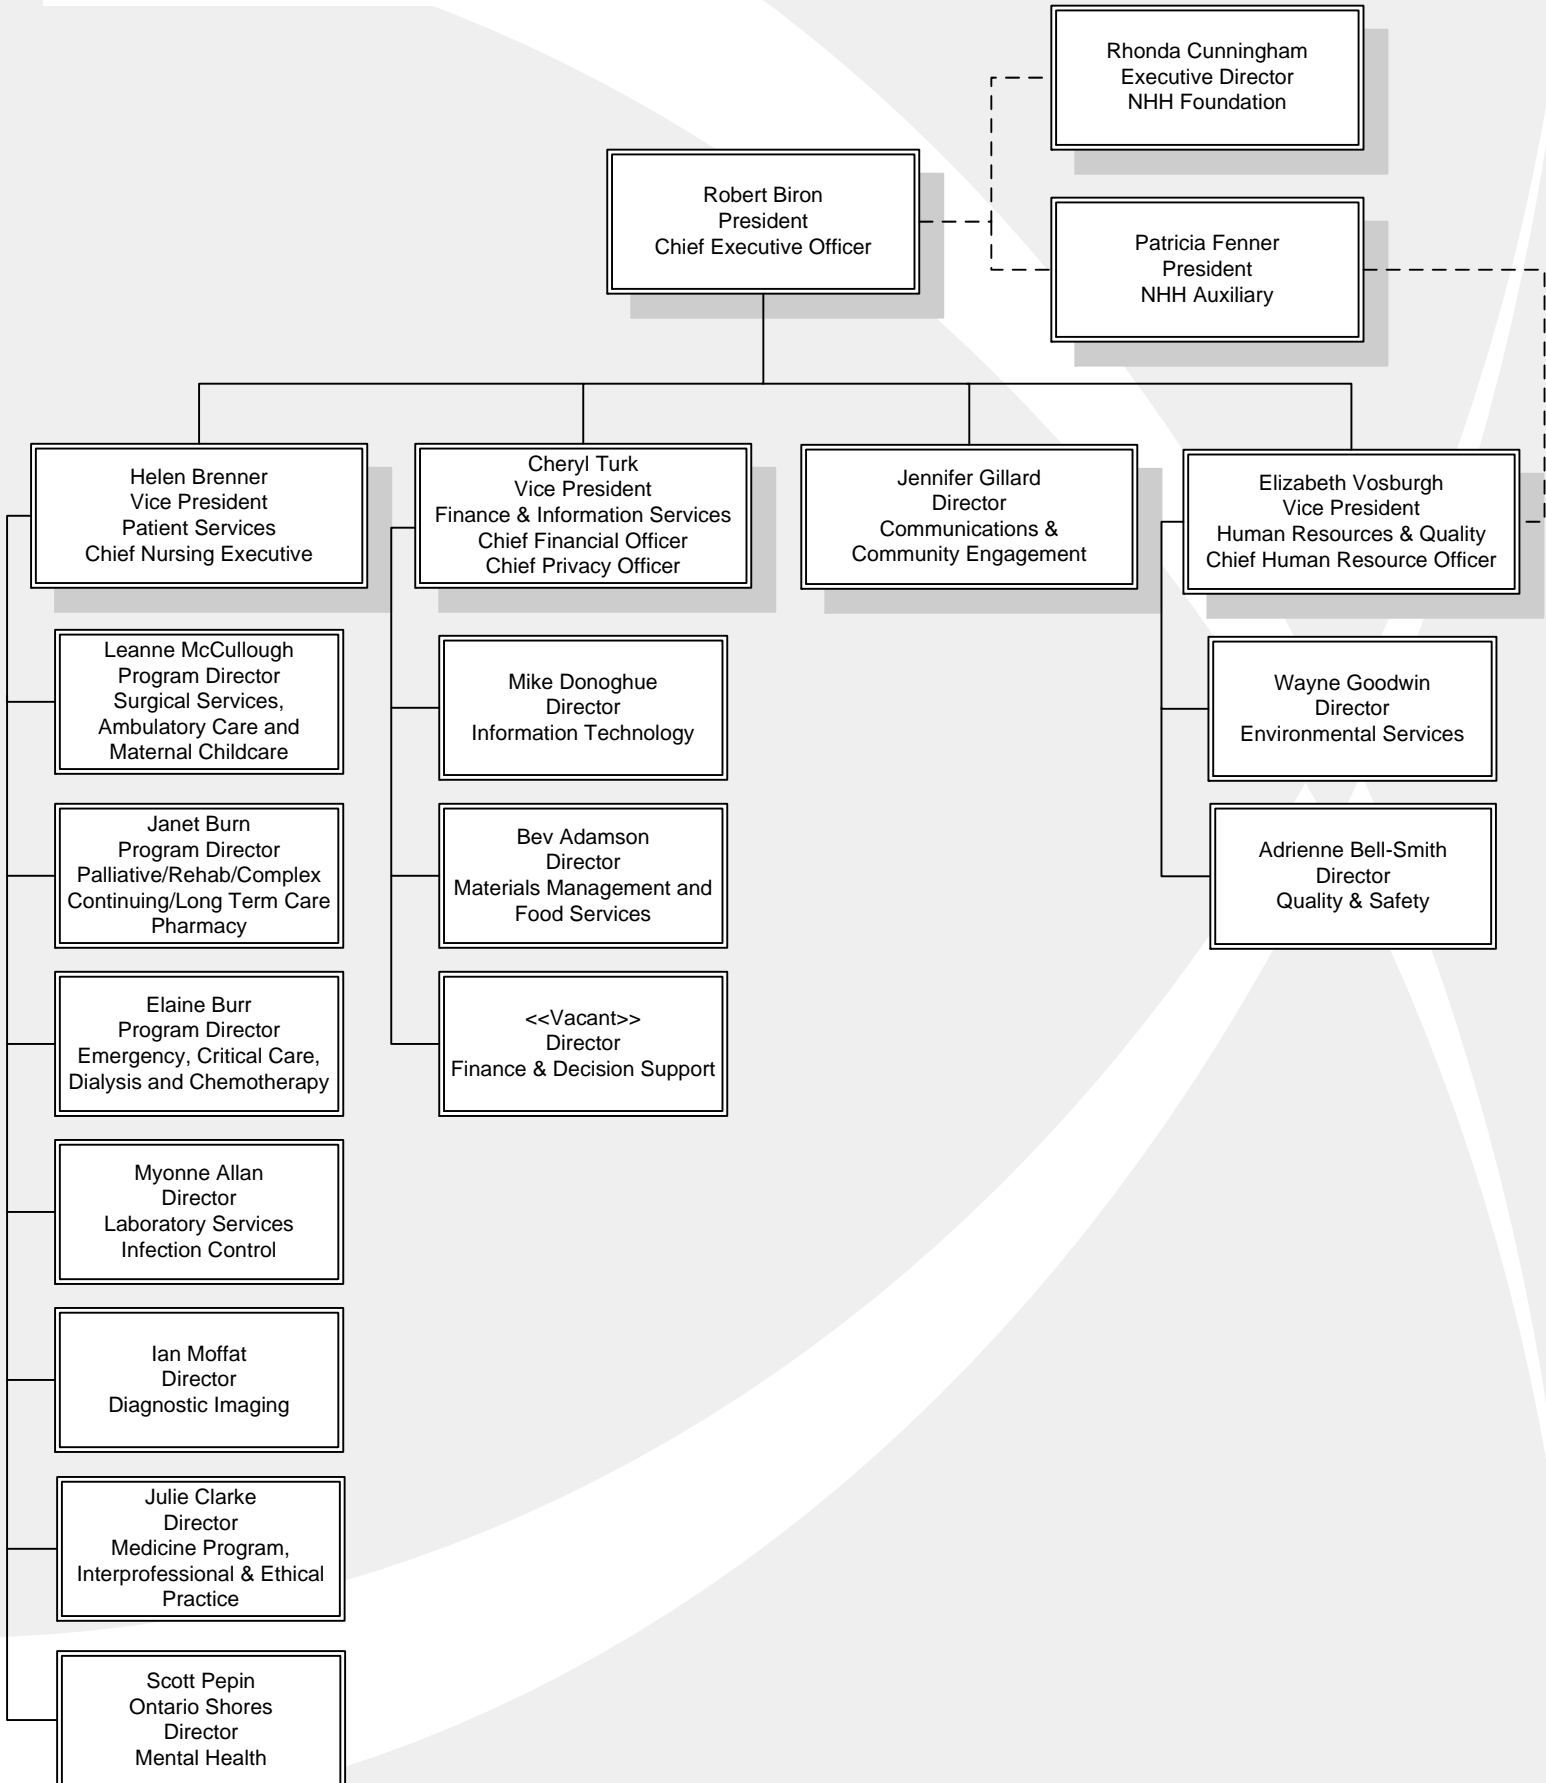 Rhonda Cunningham
Executive Director
NHH Foundation
Robert Biron
President
Chief Executive Officer
Patricia Fenner
President
NHH Auxiliary
Helen Brenner
Vice President
Patient Services
Chief Nursing Executive
Cheryl Turk
Vice President
Finance & Information Services
Chief Financial Officer
Chief Privacy Officer
Jennifer Gillard
Director
Communications &
Community Engagement
Elizabeth Vosburgh
Vice President
Human Resources & Quality
Chief Human Resource Officer
Leanne McCullough
Program Director
Surgical Services,
Ambulatory Care and
Maternal Childcare
Mike Donoghue
Director
Information Technology
Wayne Goodwin
Director
Environmental Services
Janet Burn
Program Director
Palliative/Rehab/Complex
Continuing/Long Term Care
Pharmacy
Bev Adamson
Director
Materials Management and
Food Services
Adrienne Bell-Smith
Director
Quality & Safety
Elaine Burr
Program Director
Emergency, Critical Care,
Dialysis and Chemotherapy
<<Vacant>>
Director
Finance & Decision Support
Myonne Allan
Director
Laboratory Services
Infection Control
Ian Moffat
Director
Diagnostic Imaging
Julie Clarke
Director
Medicine Program,
Interprofessional & Ethical
Practice
Scott Pepin
Ontario Shores
Director
Mental Health